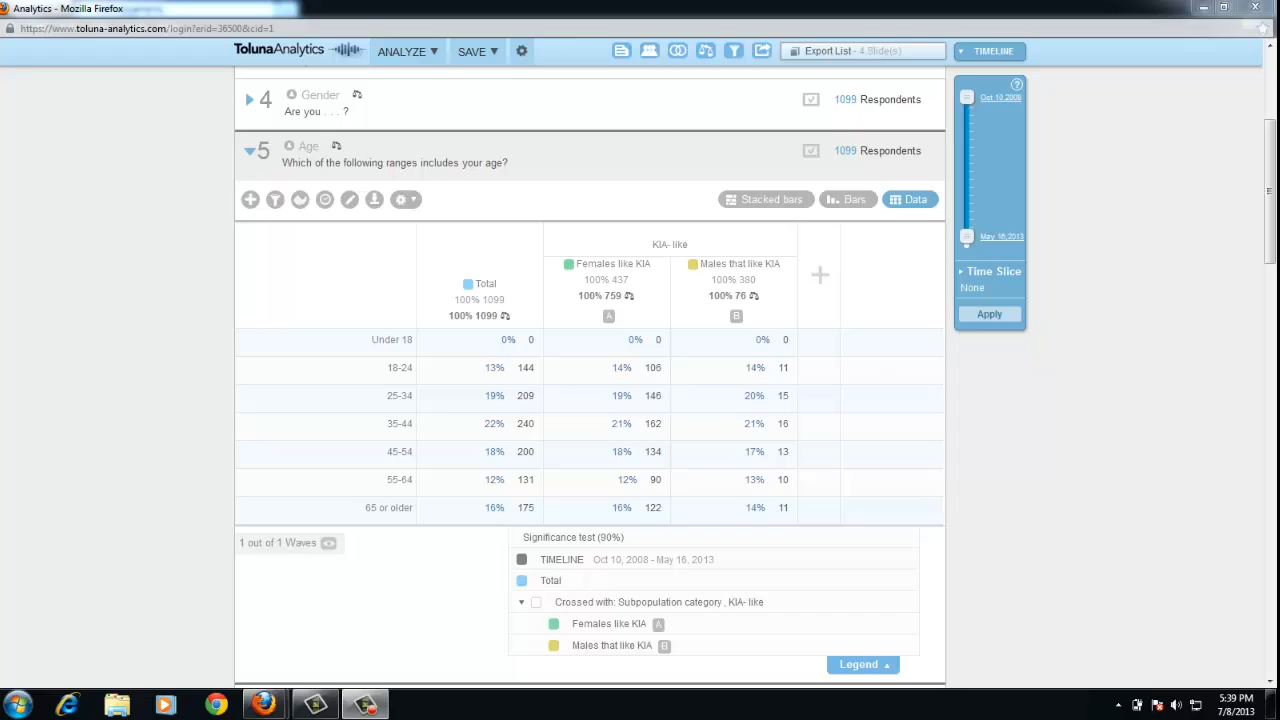 Analytics - Mozilla Firefox
https://www.toluna-analytics.com/login?erid=36500&cid=1
TolunaAnalytics ANALYZE SAVE Export List - 4 Slide(s) TIMELINE
4 Gender
Are you . . . ?
1099 Respondents
5 Age
Which of the following ranges includes your age?
1099 Respondents
Stacked bars Bars Data
KIA- like
Total
100% 1099
100% 1099
Females like KIA
100% 437
100% 759
A
Males that like KIA
100% 380
100% 76
B
Under 18 0% 0 0% 0 0% 0
18-24 13% 144 14% 106 14% 11
25-34 19% 209 19% 146 20% 15
35-44 22% 240 21% 162 21% 16
45-54 18% 200 18% 134 17% 13
55-64 12% 131 12% 90 13% 10
65 or older 16% 175 16% 122 14% 11
1 out of 1 Waves
Significance test (90%)
TIMELINE Oct 10, 2008 - May 16, 2013
Total
Crossed with: Subpopulation category , KIA- like
Females like KIA A
Males that like KIA B
Legend
?
Oct 10,2008
May 16,2013
Time Slice
None
Apply
5:39 PM
7/8/2013